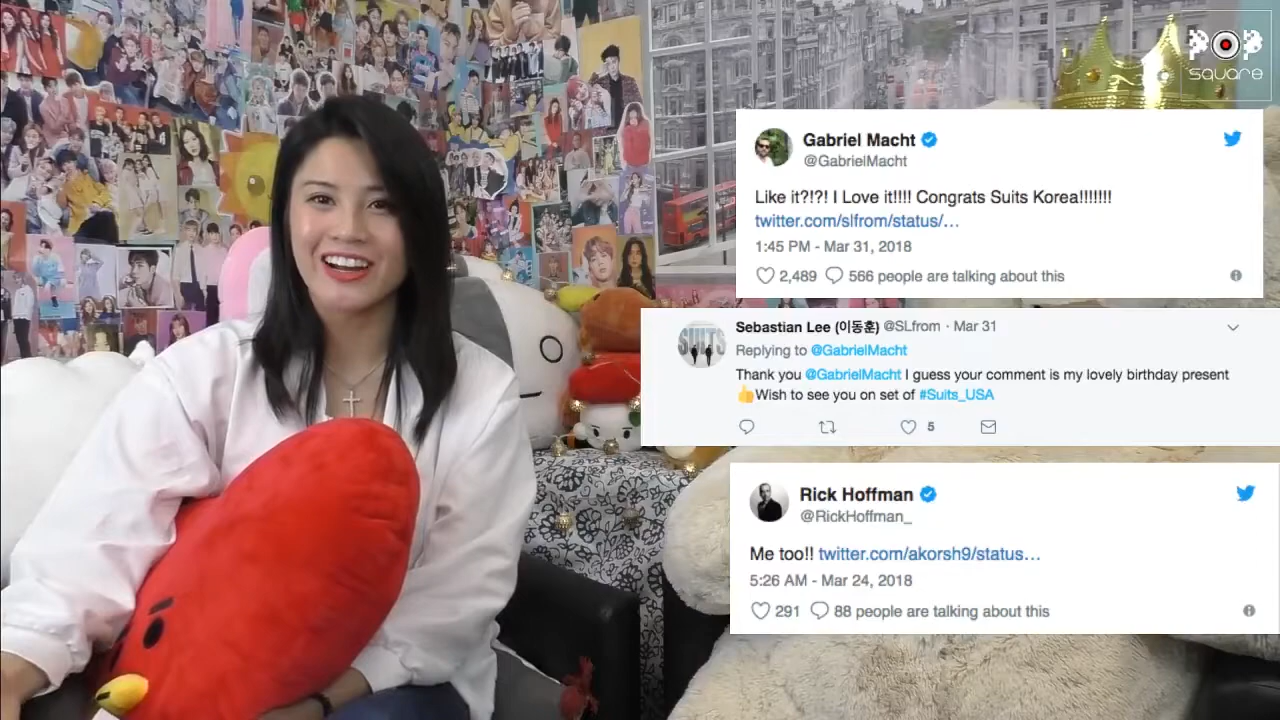 POP
square
Gabriel Macht
@GabrielMacht
Like it?!?! I Love it!!!! Congrats Suits Korea!!!!!!!
twitter.com/slfrom/status/…
1:45 PM - Mar 31, 2018
2,489 566 people are talking about this
SUITS
Sebastian Lee (이동훈) @SLfrom · Mar 31
Replying to @GabrielMacht
Thank you @GabrielMacht I guess your comment is my lovely birthday present
👍Wish to see you on set of #Suits_USA
5
Rick Hoffman
@RickHoffman_
Me too!! twitter.com/akorsh9/status…
5:26 AM - Mar 24, 2018
291 88 people are talking about this